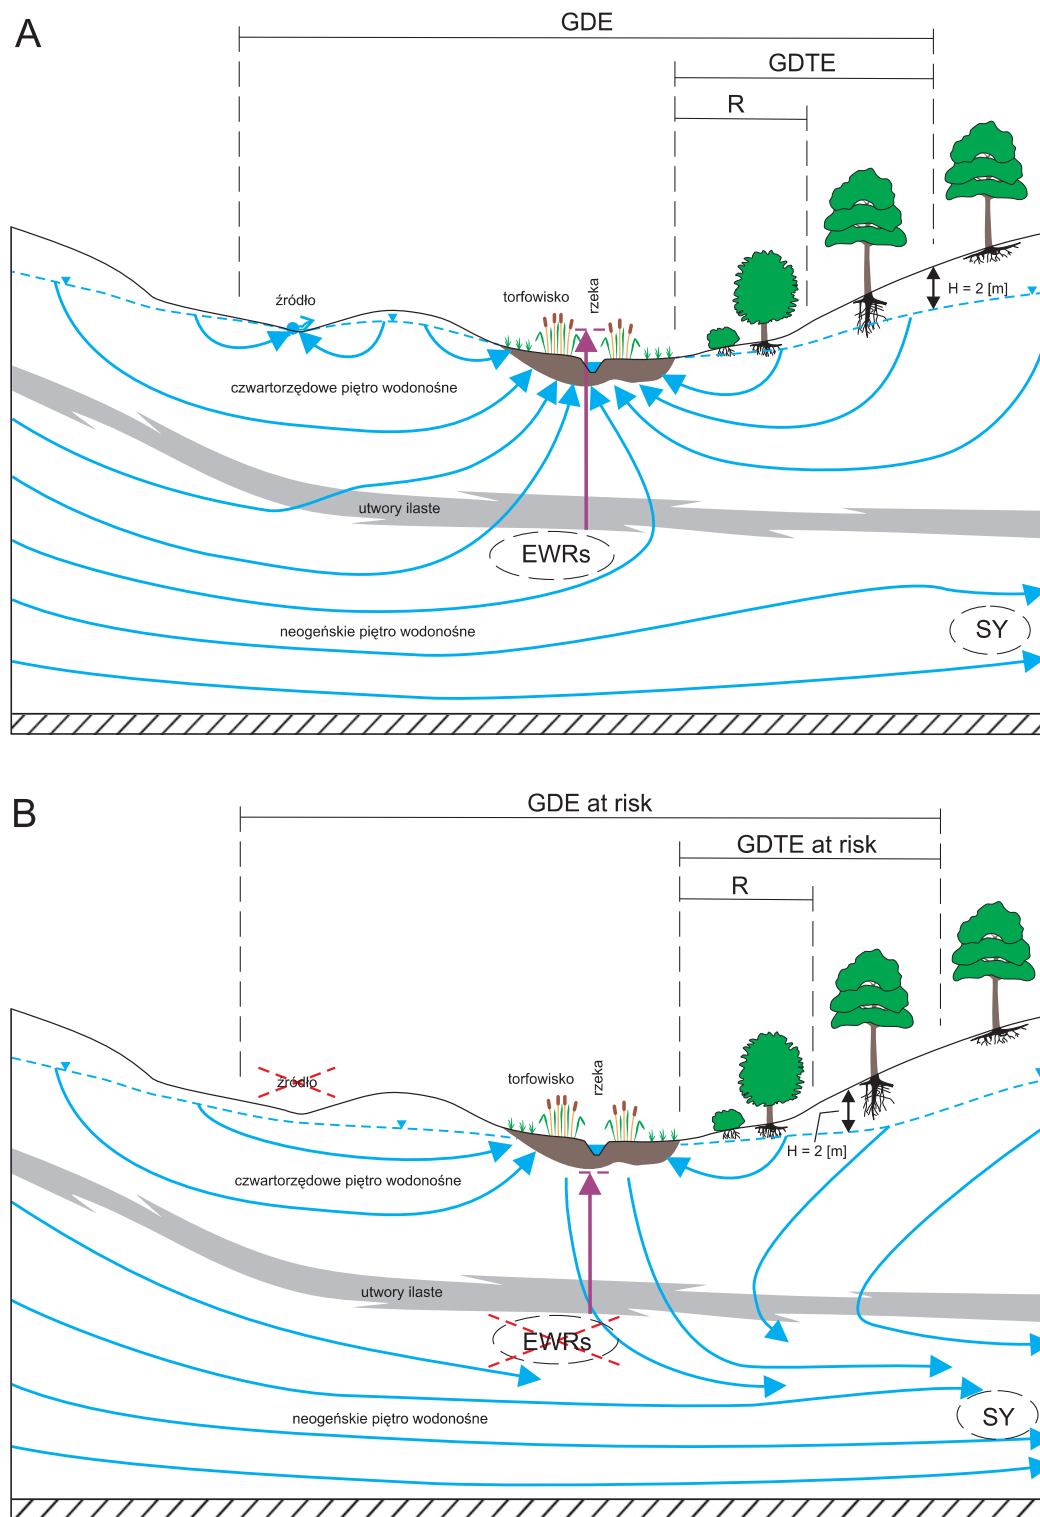 A
GDE
GDTE
R
źródło
torfowisko
rzeka
H = 2 [m]
czwartorzędowe piętro wodonośne
utwory ilaste
EWRs
neogeńskie piętro wodonośne
SY
B
GDE at risk
GDTE at risk
R
źródło
torfowisko
rzeka
H = 2 [m]
czwartorzędowe piętro wodonośne
utwory ilaste
EWRs
neogeńskie piętro wodonośne
SY